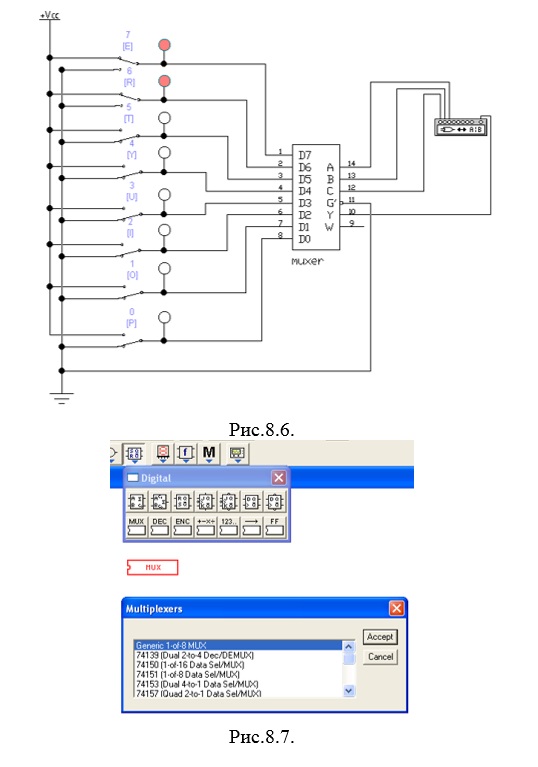 +Vcc
7
[E]
6
[R]
5
[T]
4
[Y]
3
[U]
2
[I]
1
[O]
0
[P]
1 D7
2 D6 A 14
3 D5 B 13
4 D4 C 12
5 D3 G' 11
6 D2 Y 10
7 D1 W 9
8 D0
muxer
A|B
Рис.8.6.
f M
Digital
MUX DEC ENC +-×÷ 123.. FF
MUX
Multiplexers
Generic 1-of-8 MUX
74139 (Dual 2-to-4 Dec/DEMUX)
74150 (1-of-16 Data Sel/MUX)
74151 (1-of-8 Data Sel/MUX)
74153 (Dual 4-to-1 Data Sel/MUX)
74157 (Quad 2-to-1 Data Sel/MUX)
Accept
Cancel
Рис.8.7.